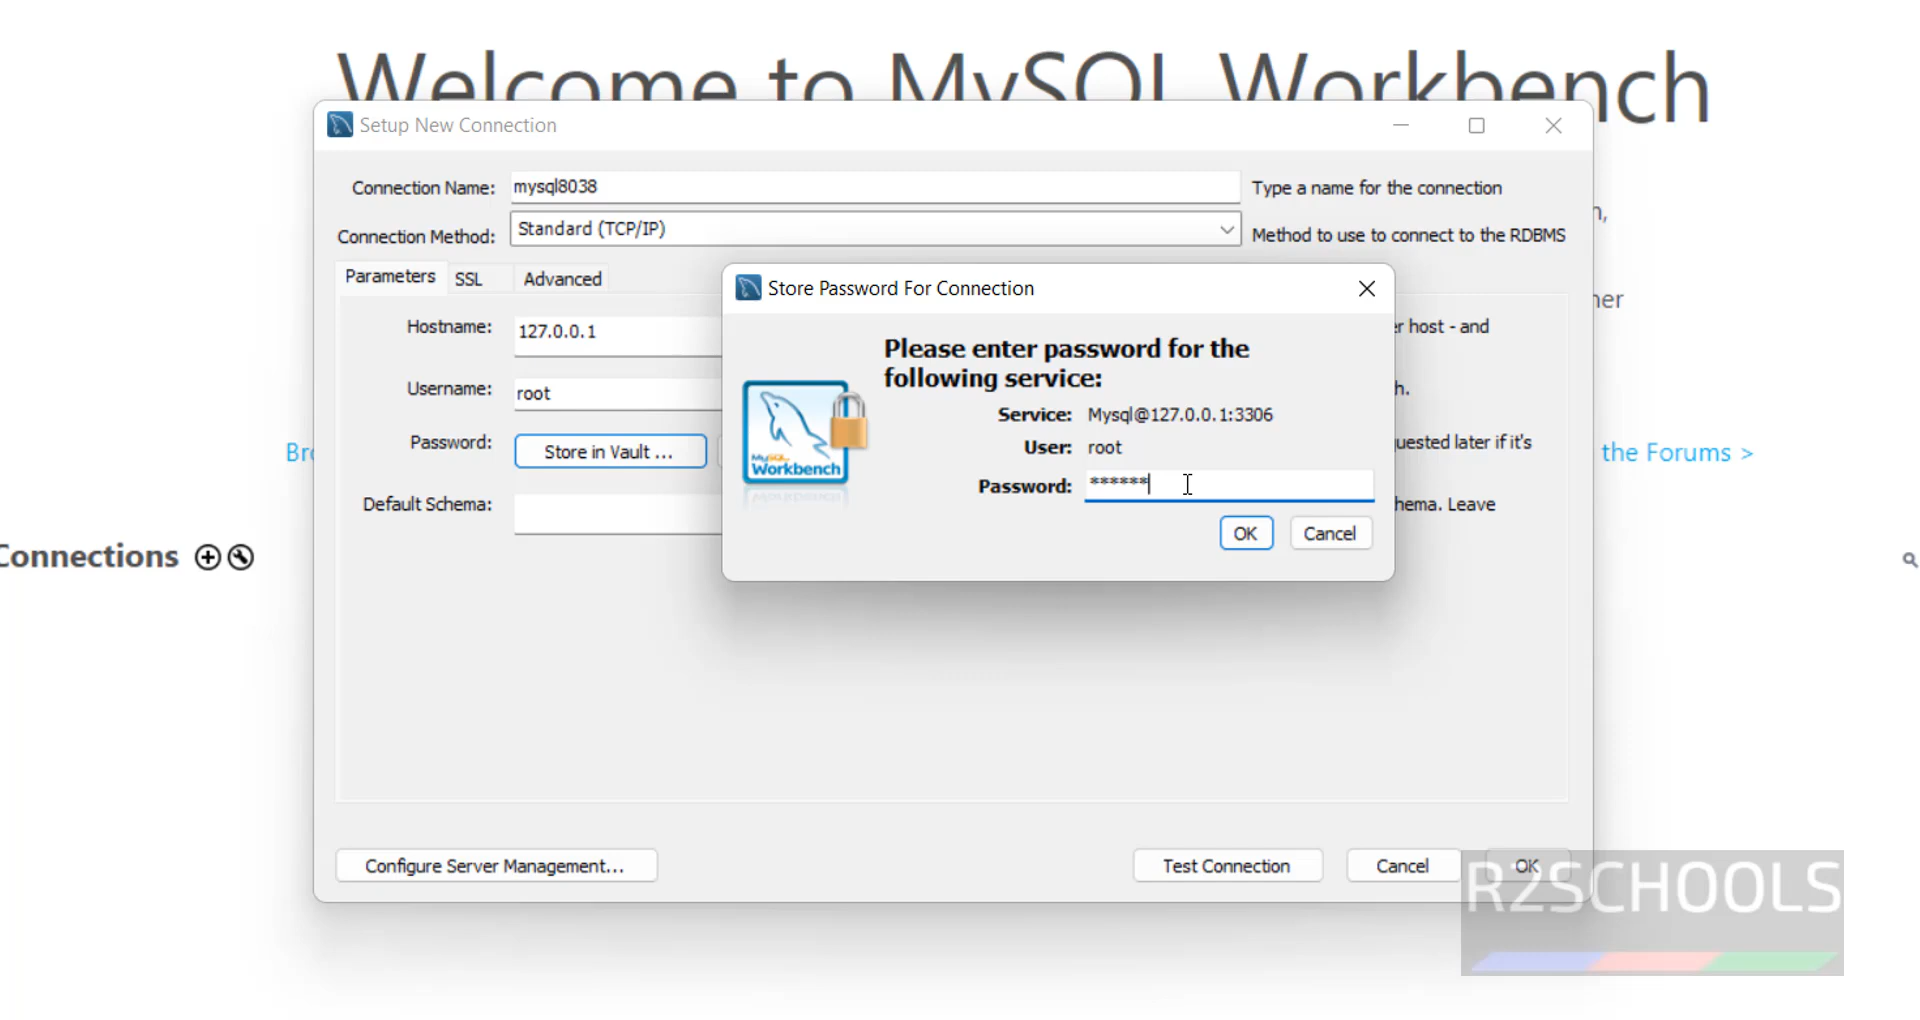 Welcome to MySQL Workbench
Setup New Connection
Connection Name: mysql8038 Type a name for the connection
Connection Method: Standard (TCP/IP) Method to use to connect to the RDBMS
Parameters SSL Advanced
Store Password For Connection
Hostname: 127.0.0.1
host - and
Username: root
Password: Store in Vault ...
if it's
Default Schema:
Leave
Please enter password for the
following service:
Service: Mysql@127.0.0.1:3306
User: root
Password: ******
OK Cancel
MySQL
Workbench
the Forums >
Connections
Configure Server Management... Test Connection Cancel OK
R2SCHOOLS